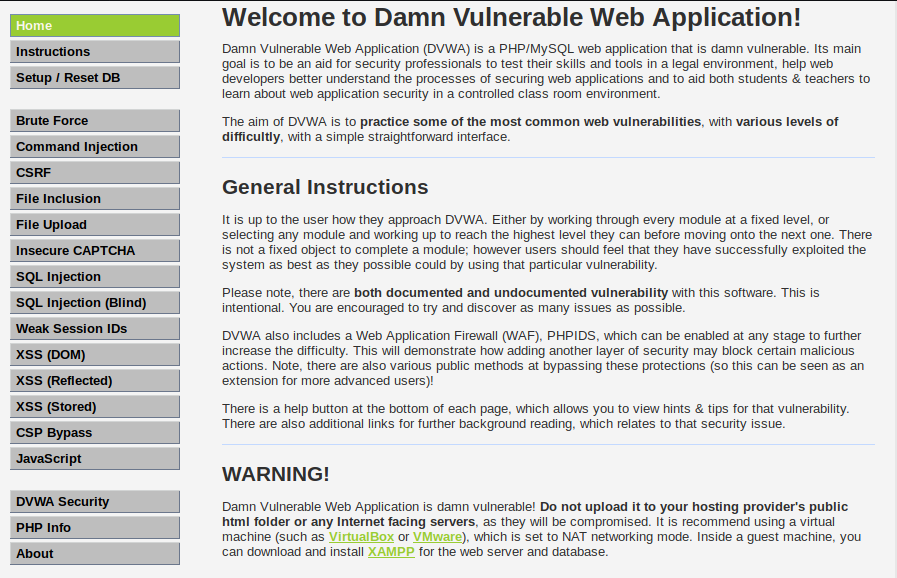 Home
Instructions
Setup / Reset DB
Brute Force
Command Injection
CSRF
File Inclusion
File Upload
Insecure CAPTCHA
SQL Injection
SQL Injection (Blind)
Weak Session IDs
XSS (DOM)
XSS (Reflected)
XSS (Stored)
CSP Bypass
JavaScript
DVWA Security
PHP Info
About
Welcome to Damn Vulnerable Web Application!
Damn Vulnerable Web Application (DVWA) is a PHP/MySQL web application that is damn vulnerable. Its main
goal is to be an aid for security professionals to test their skills and tools in a legal environment, help web
developers better understand the processes of securing web applications and to aid both students & teachers to
learn about web application security in a controlled class room environment.
The aim of DVWA is to practice some of the most common web vulnerabilities, with various levels of
difficultly, with a simple straightforward interface.
General Instructions
It is up to the user how they approach DVWA. Either by working through every module at a fixed level, or
selecting any module and working up to reach the highest level they can before moving onto the next one. There
is not a fixed object to complete a module; however users should feel that they have successfully exploited the
system as best as they possible could by using that particular vulnerability.
Please note, there are both documented and undocumented vulnerability with this software. This is
intentional. You are encouraged to try and discover as many issues as possible.
DVWA also includes a Web Application Firewall (WAF), PHPIDS, which can be enabled at any stage to further
increase the difficulty. This will demonstrate how adding another layer of security may block certain malicious
actions. Note, there are also various public methods at bypassing these protections (so this can be seen as an
extension for more advanced users)!
There is a help button at the bottom of each page, which allows you to view hints & tips for that vulnerability.
There are also additional links for further background reading, which relates to that security issue.
WARNING!
Damn Vulnerable Web Application is damn vulnerable! Do not upload it to your hosting provider's public
html folder or any Internet facing servers, as they will be compromised. It is recommend using a virtual
machine (such as VirtualBox or VMware), which is set to NAT networking mode. Inside a guest machine, you
can download and install XAMPP for the web server and database.